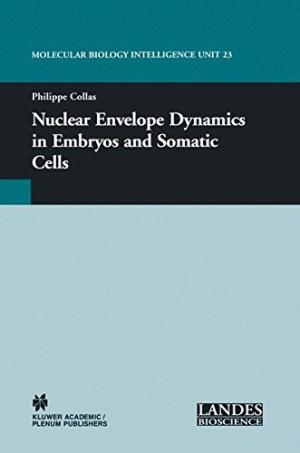 MOLECULAR BIOLOGY INTELLIGENCE UNIT 23
Philippe Collas
Nuclear Envelope Dynamics
in Embryos and Somatic
Cells
KLUWER ACADEMIC /
PLENUM PUBLISHERS
LANDES
BIOSCIENCE